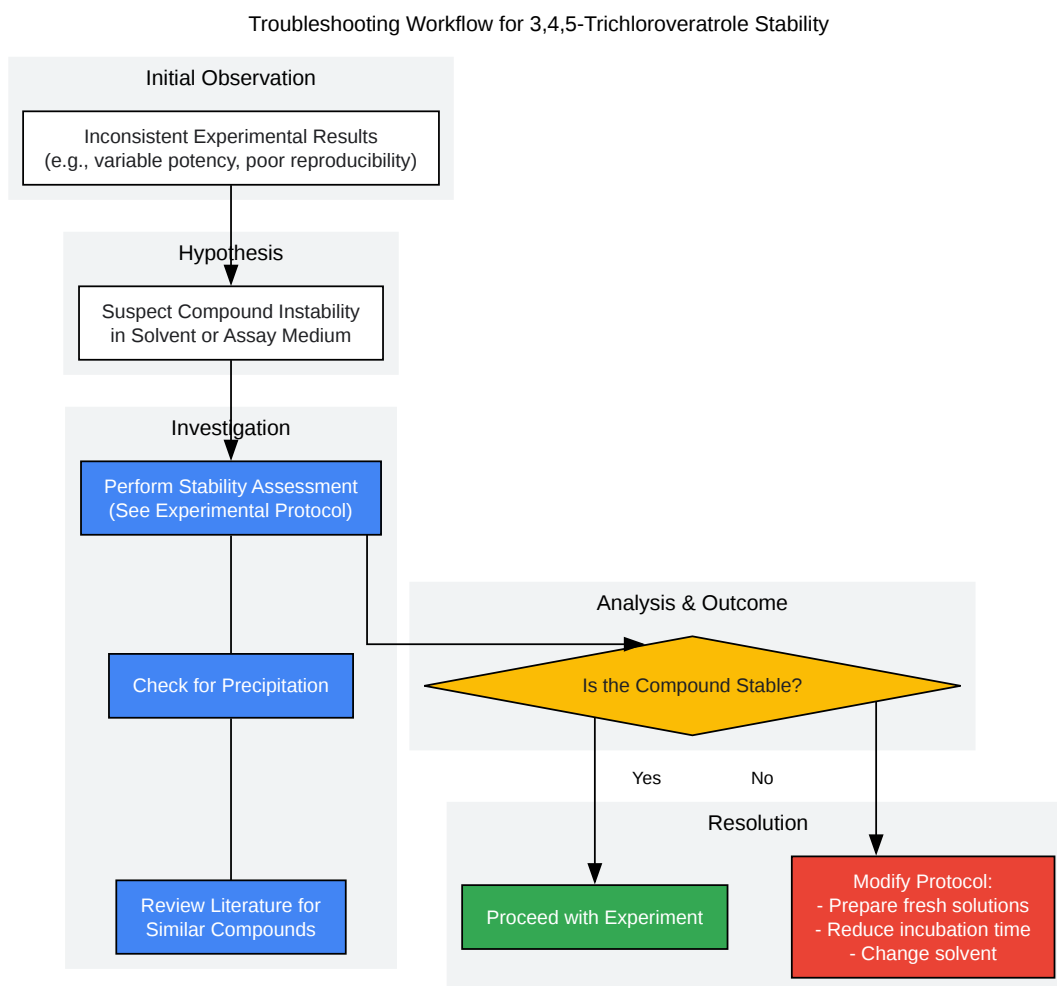 Troubleshooting Workflow for 3,4,5-Trichloroveratrole Stability
Initial Observation
Inconsistent Experimental Results
(e.g., variable potency, poor reproducibility)
Hypothesis
Suspect Compound Instability
in Solvent or Assay Medium
Investigation
Perform Stability Assessment
(See Experimental Protocol)
Check for Precipitation
Review Literature for
Similar Compounds
Analysis & Outcome
Is the Compound Stable?
Yes
No
Resolution
Proceed with Experiment
Modify Protocol:
- Prepare fresh solutions
- Reduce incubation time
- Change solvent